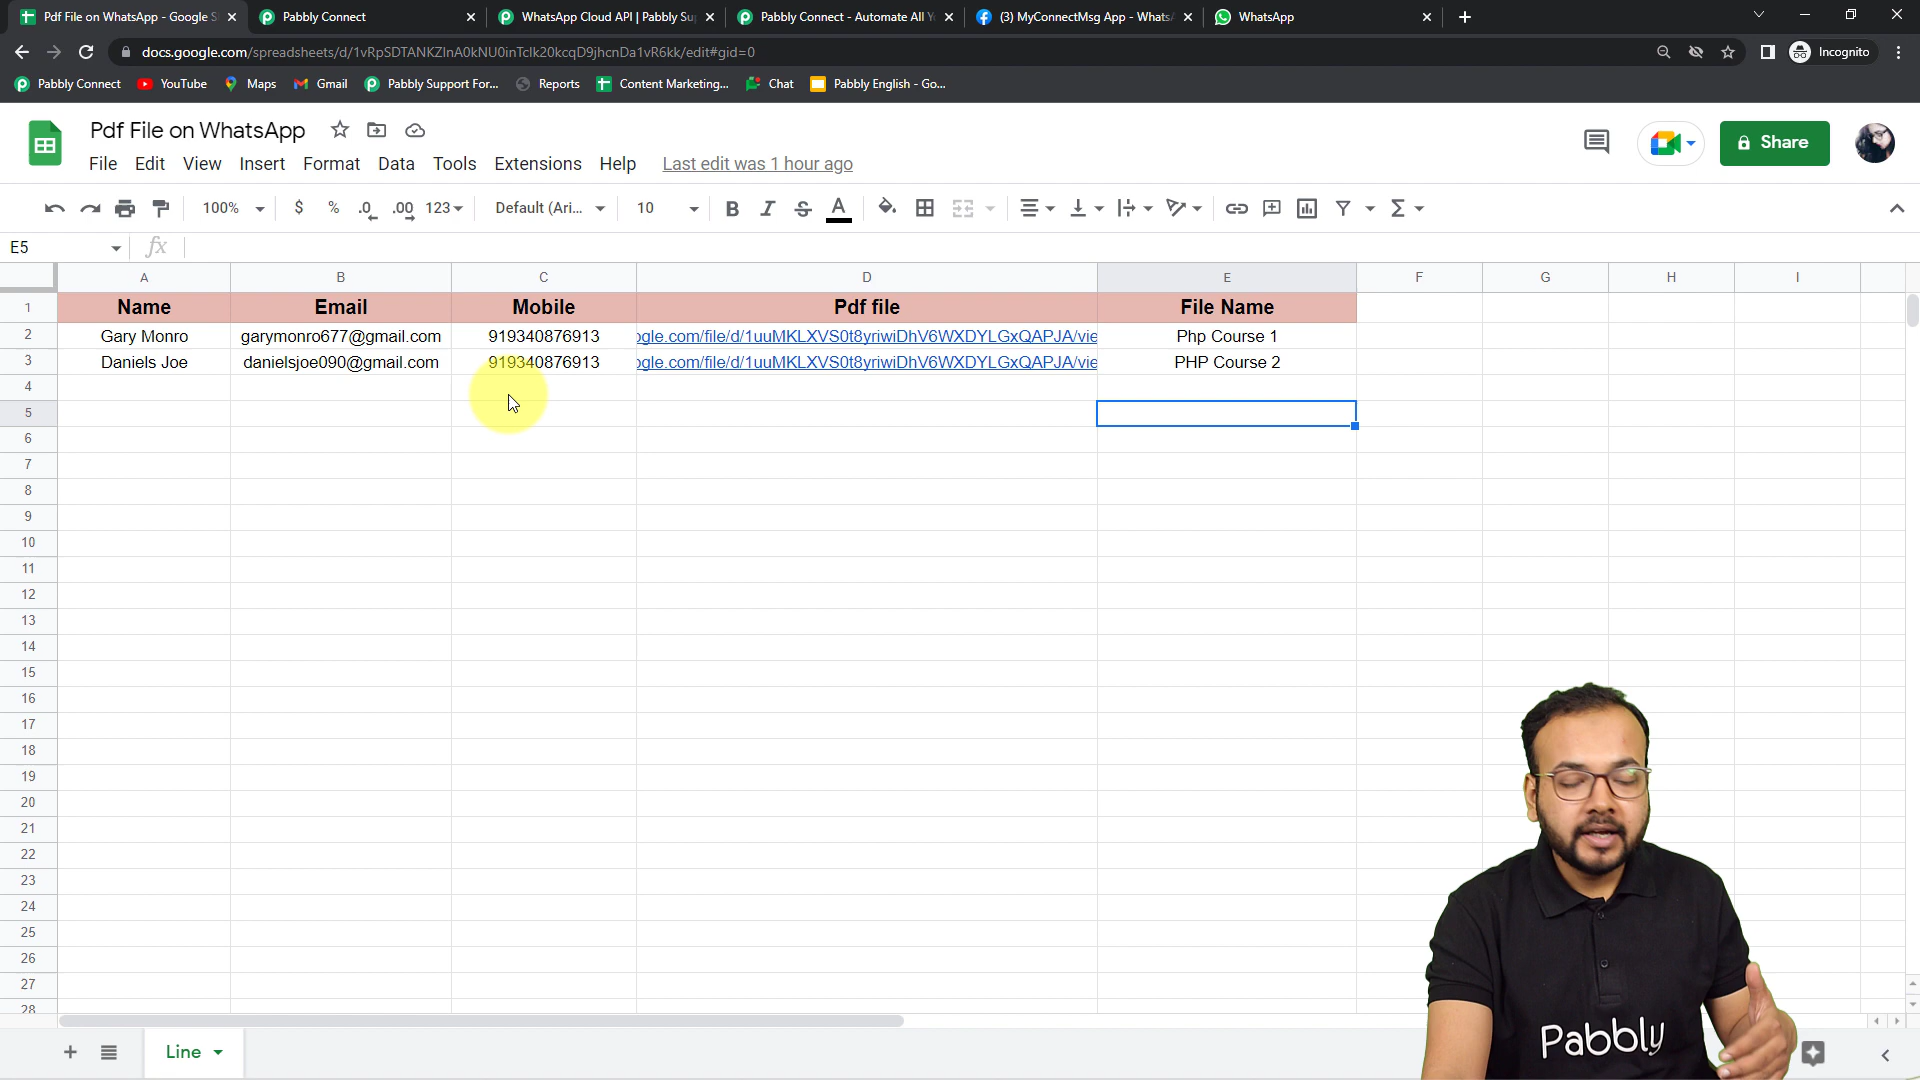 Pdf File on WhatsApp - Google S
Pabbly Connect
WhatsApp Cloud API | Pabbly Su
Pabbly Connect - Automate All Y
(3) MyConnectMsg App - Whats
WhatsApp
docs.google.com/spreadsheets/d/1vRpSDTANKZInA0kNU0inTclk20kcqD9jhcnDa1vR6kk/edit#gid=0
Incognito
Pabbly Connect
YouTube
Maps
Gmail
Pabbly Support For...
Reports
Content Marketing...
Chat
Pabbly English - Go...
Pdf File on WhatsApp
File Edit View Insert Format Data Tools Extensions Help Last edit was 1 hour ago
Share
100% $ % .0 .00 123 Default (Ari... 10 B I S A Σ
E5 fx
A B C D E F G H I
1 Name Email Mobile Pdf file File Name
2 Gary Monro garymonro677@gmail.com 919340876913 ogle.com/file/d/1uuMKLXVS0t8yriwiDhV6WXDYLGxQAPJA/vie Php Course 1
3 Daniels Joe danielsjoe090@gmail.com 919340876913 ogle.com/file/d/1uuMKLXVS0t8yriwiDhV6WXDYLGxQAPJA/vie PHP Course 2
4
5
6
7
8
9
10
11
12
13
14
15
16
17
18
19
20
21
22
23
24
25
26
27
28
Pabbly
Line